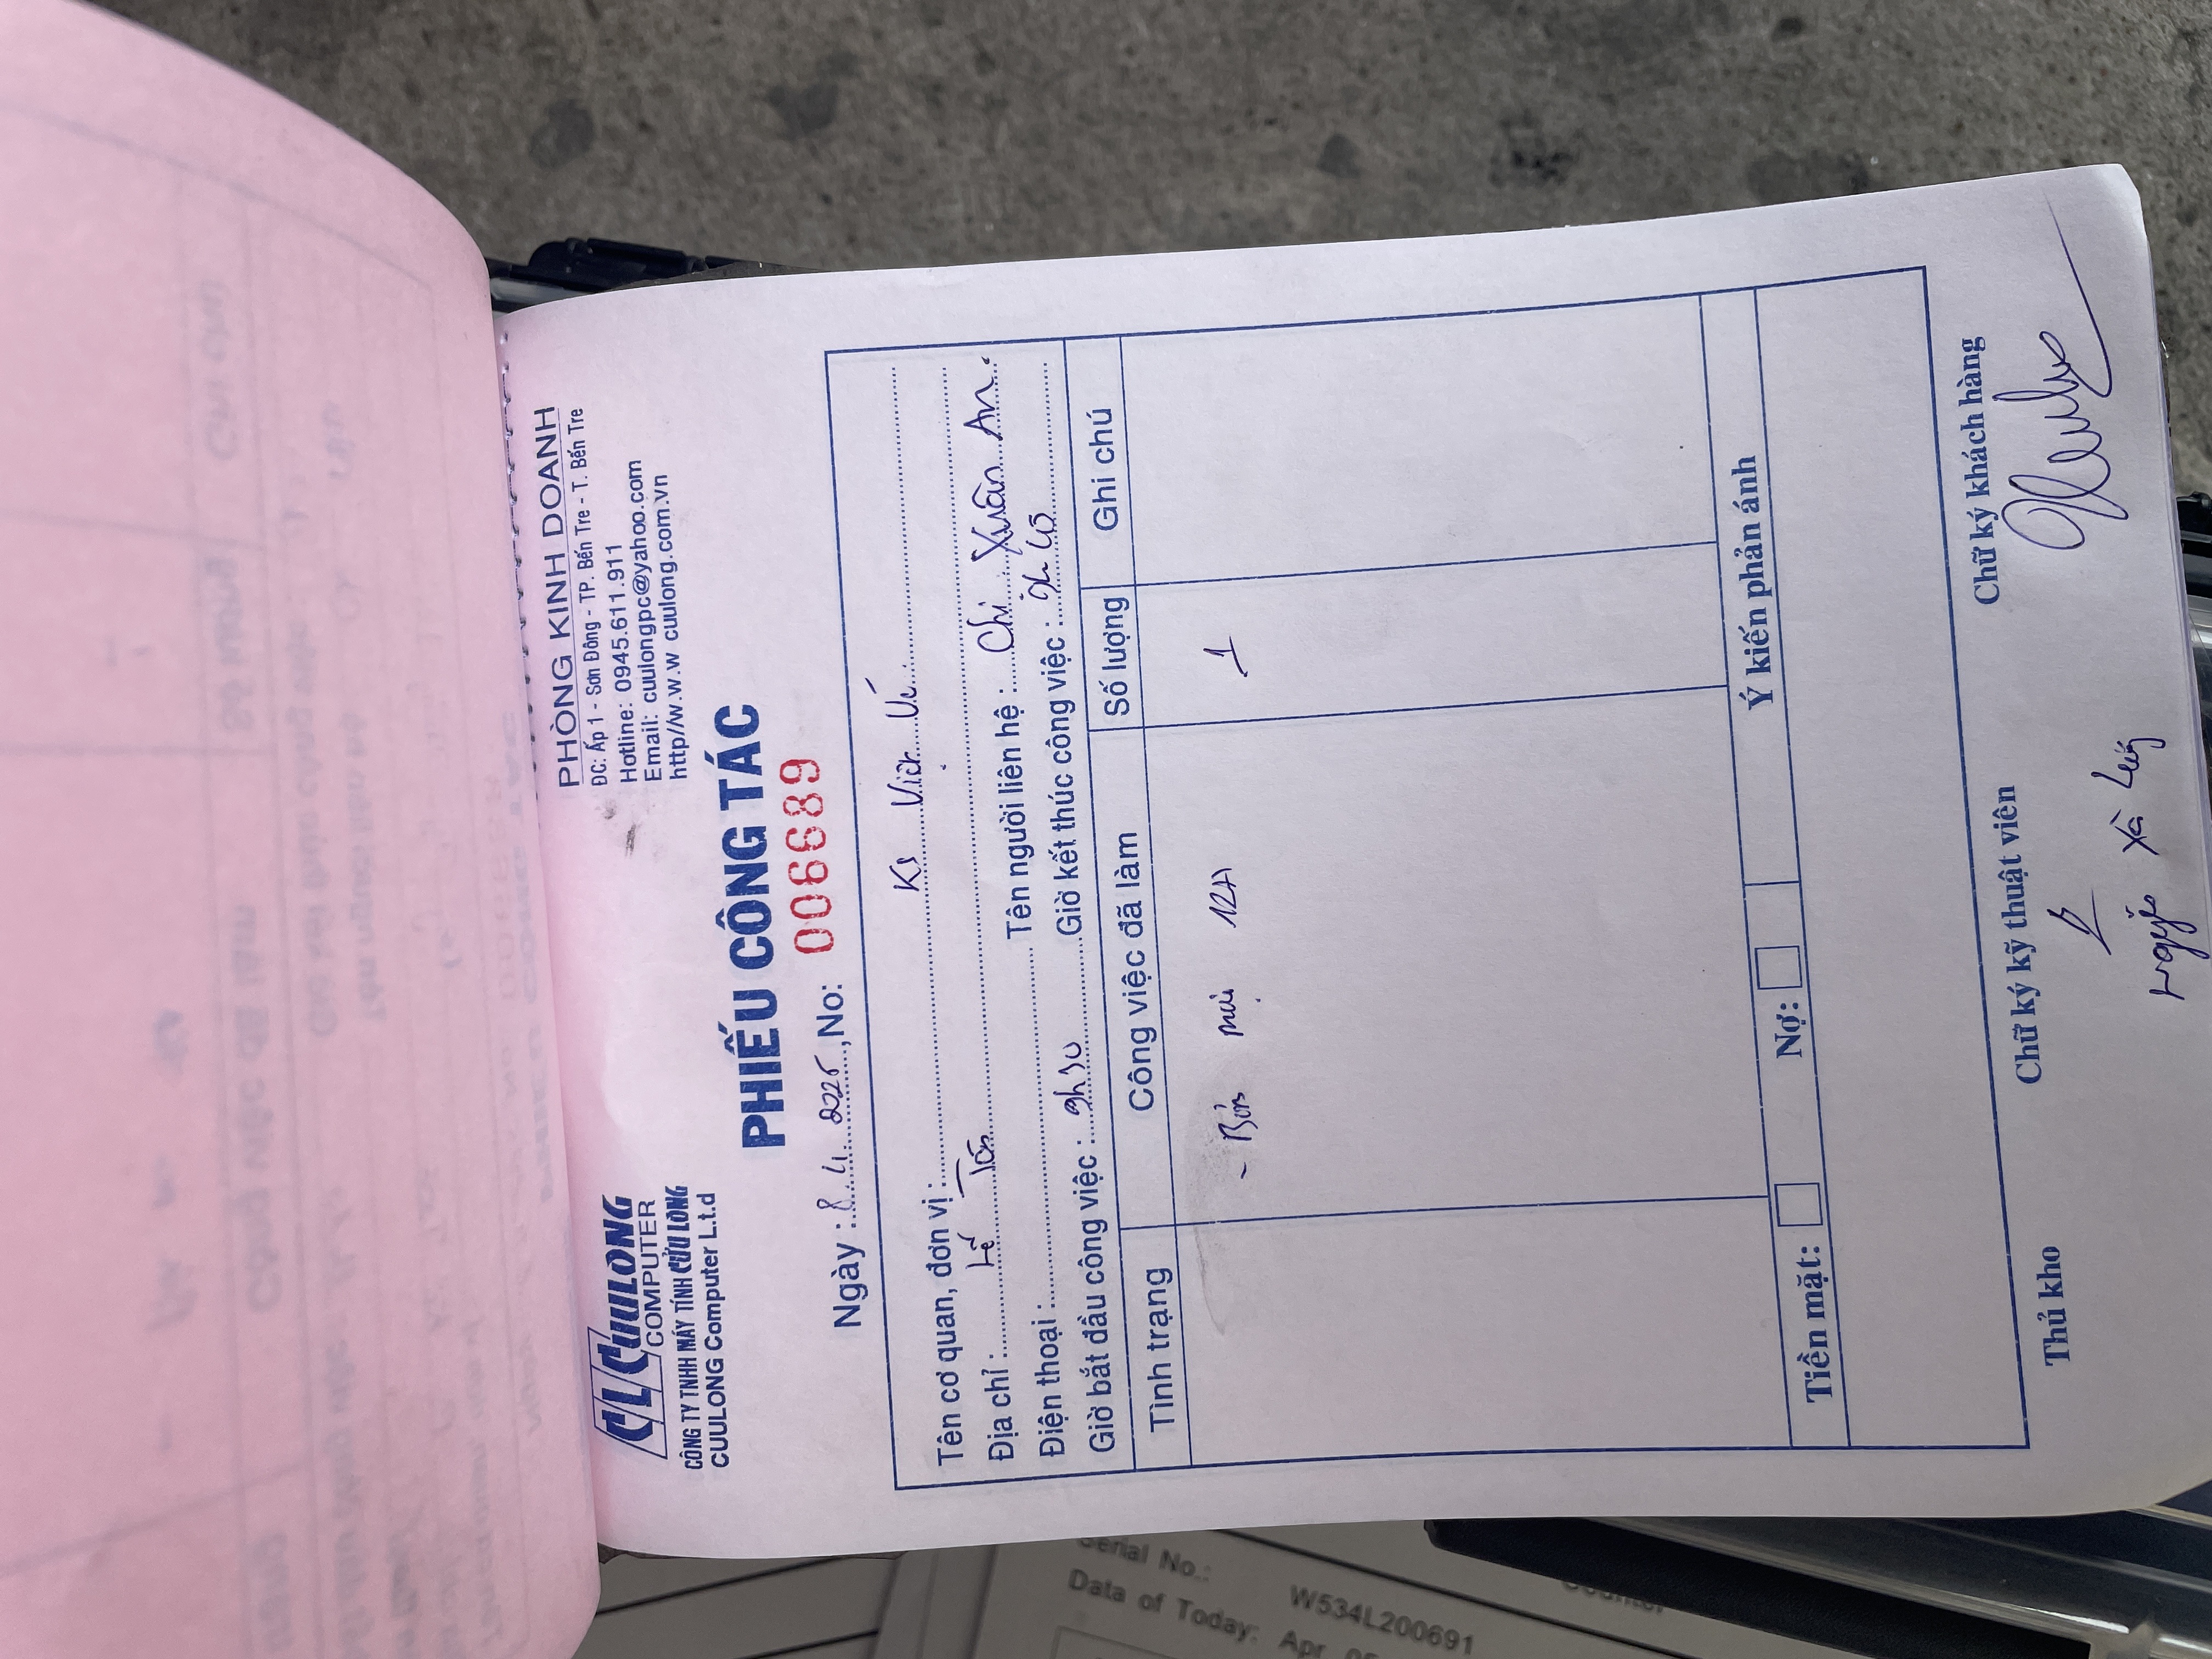 CL CUULONG
COMPUTER
CÔNG TY TNHH MÁY TÍNH CỬU LONG
CUULONG Computer L.t.d
PHÒNG KINH DOANH
ĐC: Ấp 1 - Sơn Đông - TP. Bến Tre - T. Bến Tre
Hotline: 0945.611.911
Email: cuulongpc@yahoo.com
http//w.w.w cuulong.com.vn
PHIẾU CÔNG TÁC
Ngày : 8. 4. 2025, No: 006689
Tên cơ quan, đơn vị : Ks
Địa chỉ :
Điện thoại : Tên người liên hệ : Chị Xuân An.
Giờ bắt đầu công việc : 9h30 Giờ kết thúc công việc : 9h40
Tình trạng Công việc đã làm Số lượng Ghi chú
- Bơm mực 12A 1
Tiền mặt: Nợ: Ý kiến phản ánh
Thủ kho Chữ ký kỹ thuật viên Chữ ký khách hàng
Serial No.: W534L200691
Data of Today: Apr
Counter